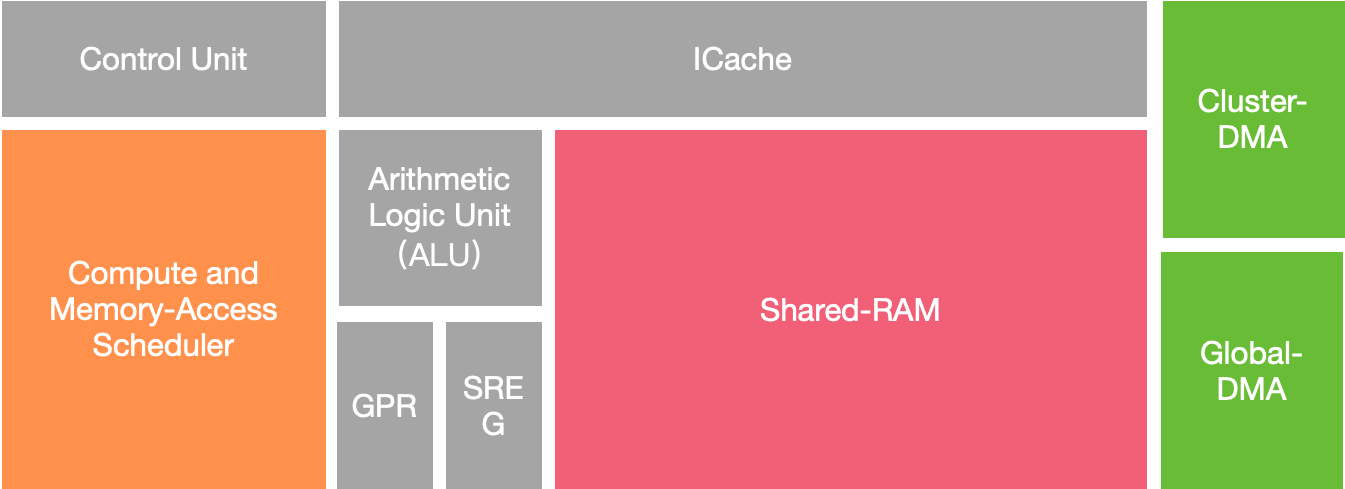 Control Unit
ICache
Cluster-
DMA
Arithmetic
Logic Unit
(ALU)
Compute and
Memory-Access
Scheduler
Shared-RAM
Global-
DMA
GPR
SRE
G